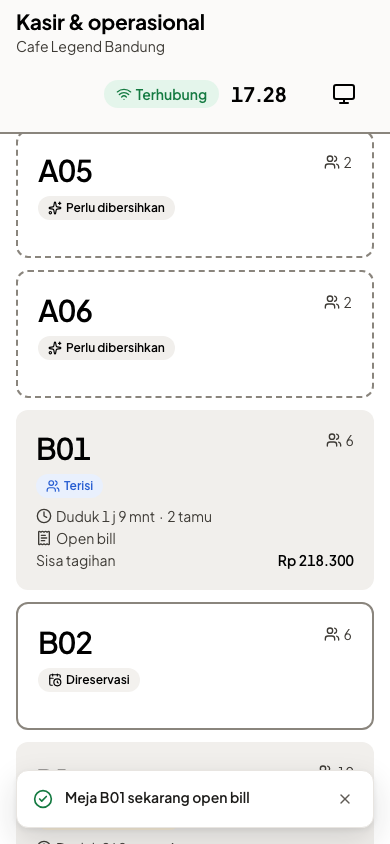 Kasir & operasional
Cafe Legend Bandung
Terhubung 17.28
A05 2
Perlu dibersihkan
A06 2
Perlu dibersihkan
B01 6
Terisi
Duduk 1 j 9 mnt · 2 tamu
Open bill
Sisa tagihan Rp 218.300
B02 6
Direservasi
Meja B01 sekarang open bill